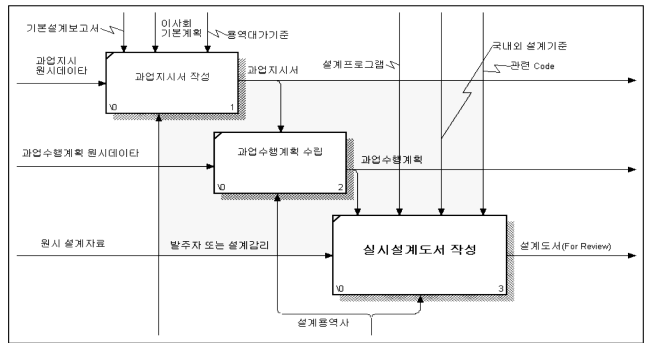 기본설계보고서
이사회
기본계획
용역대가기준
과업지시
원시데이타
과업지시서 작성
\0
1
과업지시서
설계프로그램
국내외 설계기준
관련 Code
과업수행계획 원시데이타
과업수행계획 수립
\0
2
과업수행계획
원시 설계자료
발주자 또는 설계감리
실시설계도서 작성
\0
3
설계도서(For Review)
설계용역사